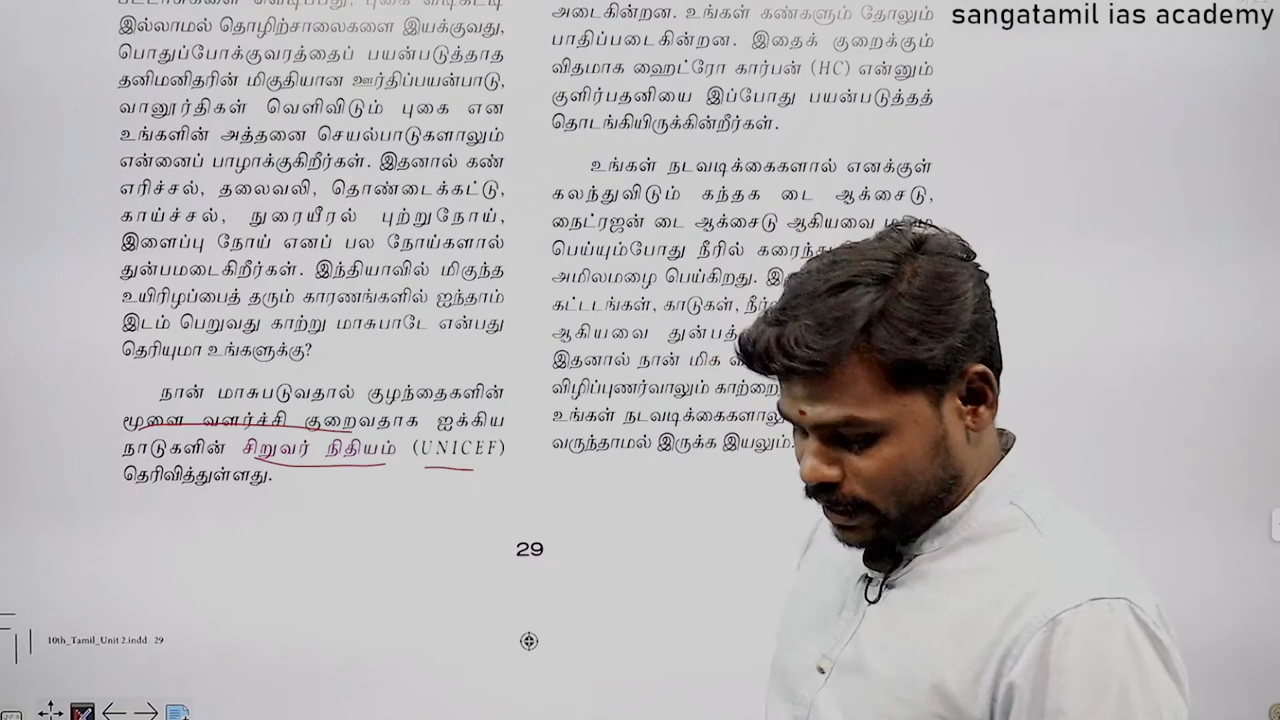 sangatamil ias academy
இல்லாமல் தொழிற்சாலைகளை இயக்குவது,
பொதுப்போக்குவரத்தைப் பயன்படுத்தாத
தனிமனிதரின் மிகுதியான ஊர்திப்பயன்பாடு,
வானூர்திகள் வெளிவிடும் புகை என
உங்களின் அத்தனை செயல்பாடுகளாலும்
என்னைப் பாழாக்குகிறீர்கள். இதனால் கண்
எரிச்சல், தலைவலி, தொண்டைக்கட்டு,
காய்ச்சல், நுரையீரல் புற்றுநோய்,
இளைப்பு நோய் எனப் பல நோய்களால்
துன்பமடைகிறீர்கள். இந்தியாவில் மிகுந்த
உயிரிழப்பைத் தரும் காரணங்களில் ஐந்தாம்
இடம் பெறுவது காற்று மாசுபாடே என்பது
தெரியுமா உங்களுக்கு?
நான் மாசுபடுவதால் குழந்தைகளின்
மூளை வளர்ச்சி குறைவதாக ஐக்கிய
நாடுகளின் சிறுவர் நிதியம் (UNICEF)
தெரிவித்துள்ளது.
அடைகின்றன. உங்கள் கண்களும் தோலும்
பாதிப்படைகின்றன. இதைக் குறைக்கும்
விதமாக ஹைட்ரோ கார்பன் (HC) என்னும்
குளிர்பதனியை இப்போது பயன்படுத்தத்
தொடங்கியிருக்கின்றீர்கள்.
உங்கள் நடவடிக்கைகளால் எனக்குள்
கலந்துவிடும் கந்தக டை ஆக்சைடு,
நைட்ரஜன் டை ஆக்சைடு ஆகியவை
பெய்யும்போது நீரில்
அமிலமழை பெய்கிறது.
கட்டடங்கள், காடுகள்,
ஆகியவை
இதனால் நான் மிக
விழிப்புணர்வாலும்
உங்கள்
வருந்தாமல் இருக்க இயலும்.
29
10th_Tamil_Unit 2.indd 29